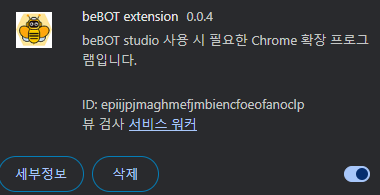 beBOT extension 0.0.4
beBOT studio 사용 시 필요한 Chrome 확장 프로그
램입니다.
ID: epiijpjmaghmefjmbiencfoeofanoclp
뷰 검사 서비스 워커
세부정보 삭제